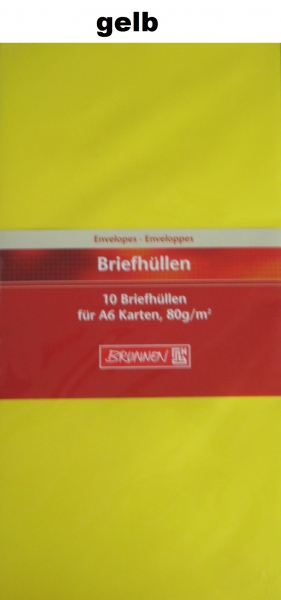 gelb
Envelopes · Enveloppes
Briefhüllen
10 Briefhüllen
für A6 Karten, 80g/m²
BRUNNEN